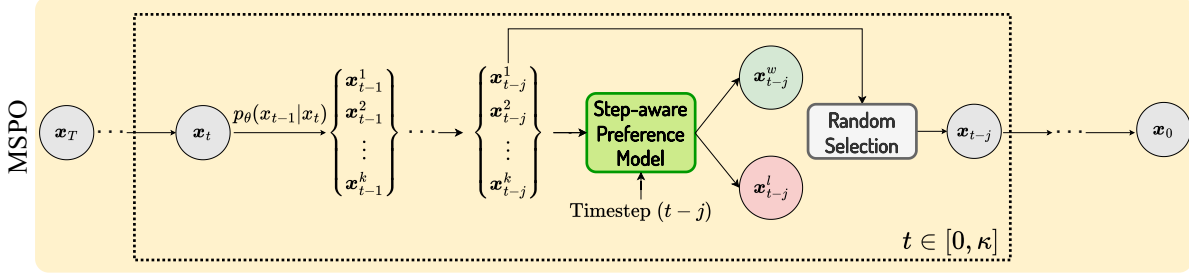 MSPO
x_T
···
x_t
p_θ(x_{t−1}|x_t)
x^1_{t−1}
x^2_{t−1}
⋮
x^k_{t−1}
···
x^1_{t−j}
x^2_{t−j}
⋮
x^k_{t−j}
Step-aware
Preference
Model
Timestep (t − j)
x^w_{t−j}
x^l_{t−j}
Random
Selection
x_{t−j}
···
x_0
t ∈ [0, κ]